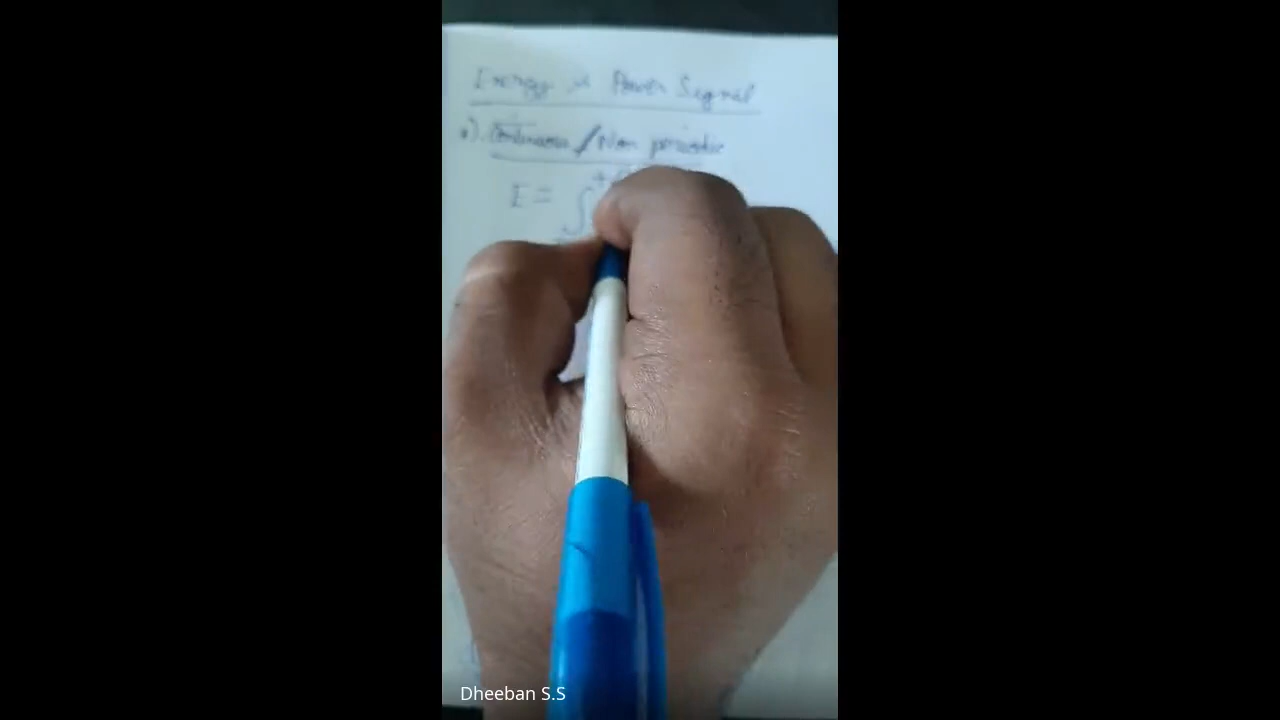 Energy & Power Signal
a). Continuous / Non periodic
E = ∫
Dheeban S.S